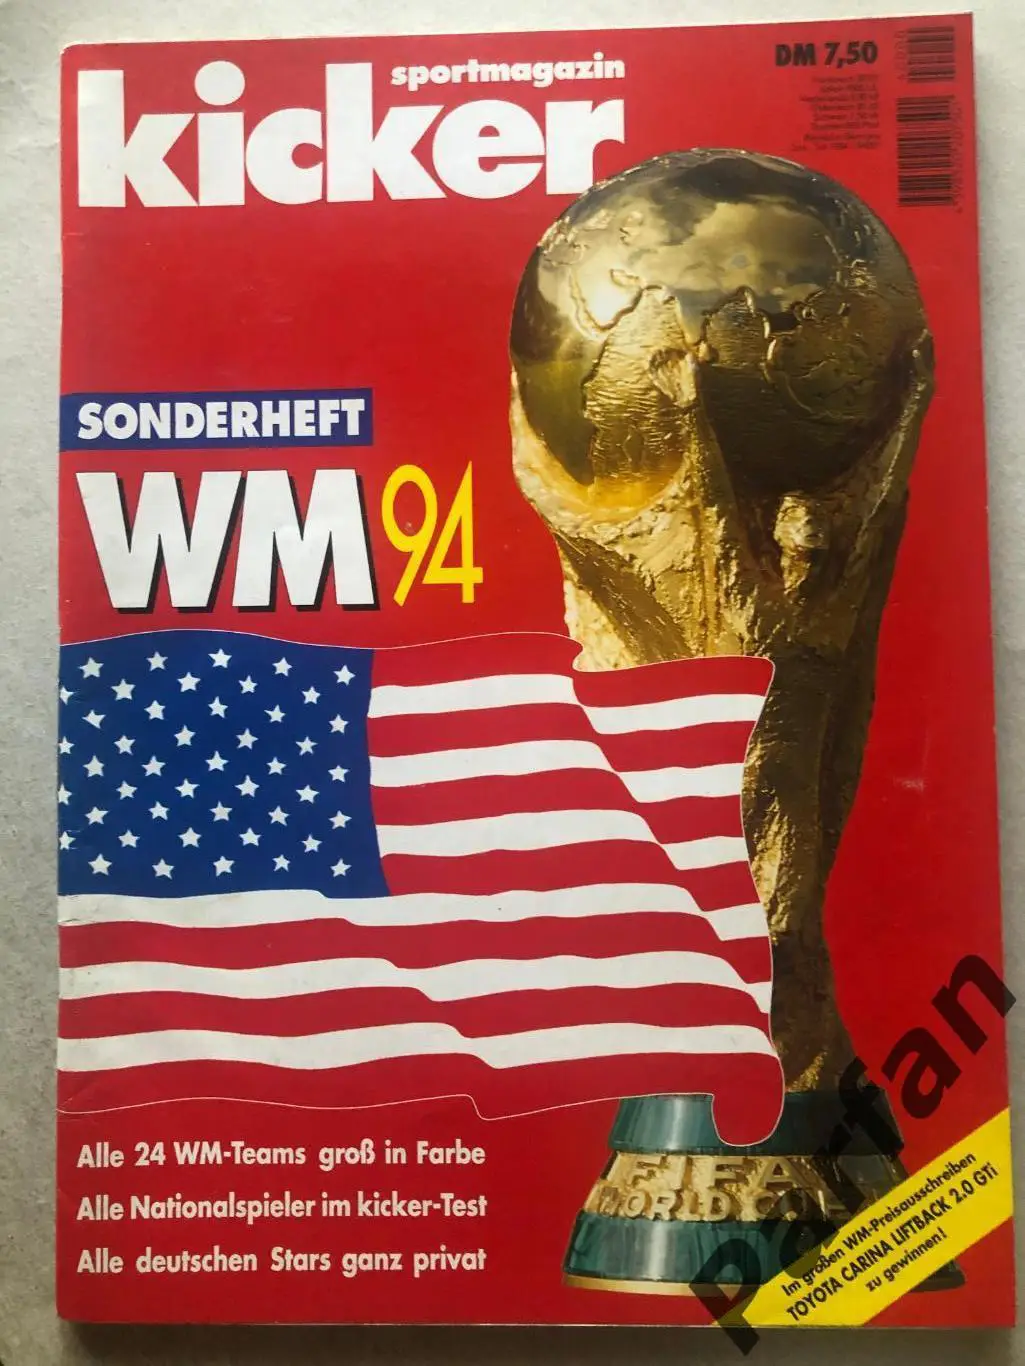 kicker
sportmagazin
DM 7,50
SONDERHEFT
WM 94
Alle 24 WM-Teams groß in Farbe
Alle Nationalspieler im kicker-Test
Alle deutschen Stars ganz privat
FIFA
WORLD CUP
Im großen WM-Preisausschreiben
TOYOTA CARINA LIFTBACK 2.0 GTi
zu gewinnen!
parfan